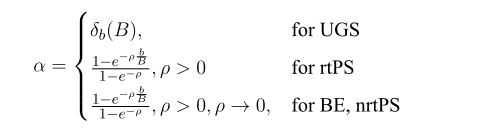 α = { δ_b(B), for UGS
(1−e^{−ρ b/B})/(1−e^{−ρ}), ρ > 0 for rtPS
(1−e^{−ρ b/B})/(1−e^{−ρ}), ρ > 0, ρ → 0, for BE, nrtPS